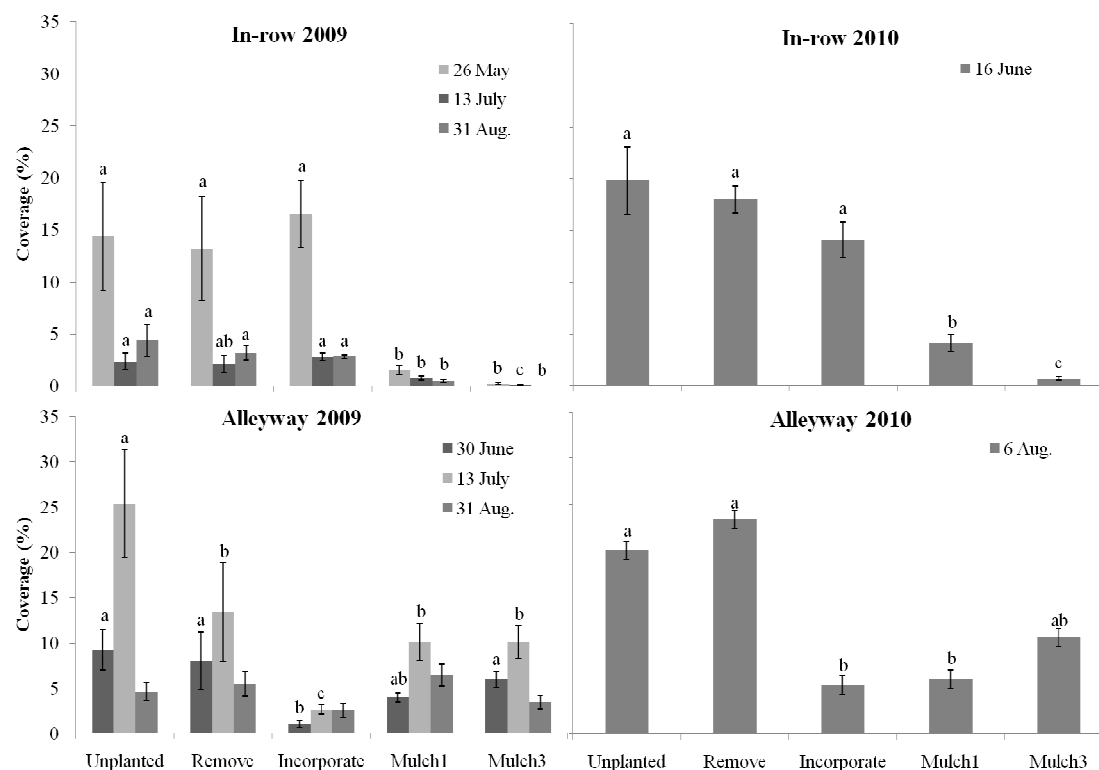 In-row 2009
35
30
25
20
15
10
5
0
Coverage (%)
26 May
13 July
31 Aug.
a a a
a a
a ab a a
b b b b c b
In-row 2010
16 June
a
a
a
b
c
Alleyway 2009
35
30
25
20
15
10
5
0
Coverage (%)
30 June
13 July
31 Aug.
a
b
a a b b
ab a
b c
Alleyway 2010
6 Aug.
a
a
b b ab
Unplanted Remove Incorporate Mulch1 Mulch3
Unplanted Remove Incorporate Mulch1 Mulch3